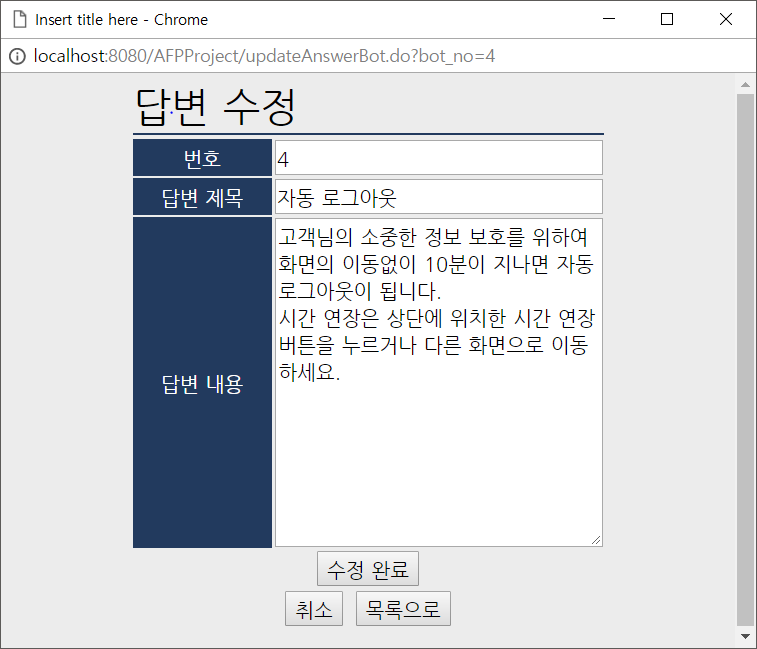 Insert title here - Chrome
localhost:8080/AFPProject/updateAnswerBot.do?bot_no=4
답변 수정
번호 4
답변 제목 자동 로그아웃
답변 내용
고객님의 소중한 정보 보호를 위하여
화면의 이동없이 10분이 지나면 자동
로그아웃이 됩니다.
시간 연장은 상단에 위치한 시간 연장
버튼을 누르거나 다른 화면으로 이동
하세요.
수정 완료
취소 목록으로